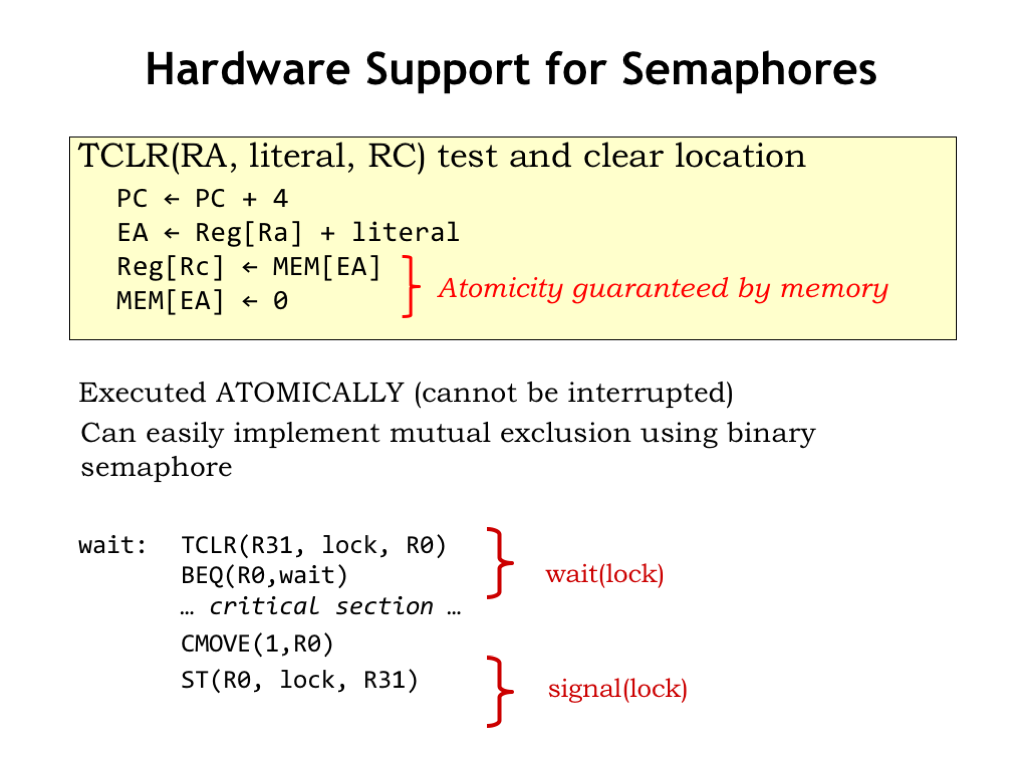 Hardware Support for Semaphores
TCLR(RA, literal, RC) test and clear location
PC ← PC + 4
EA ← Reg[Ra] + literal
Reg[Rc] ← MEM[EA]
MEM[EA] ← 0
Atomicity guaranteed by memory
Executed ATOMICALLY (cannot be interrupted)
Can easily implement mutual exclusion using binary
semaphore
wait: TCLR(R31, lock, R0)
BEQ(R0,wait)
… critical section …
CMOVE(1,R0)
ST(R0, lock, R31)
wait(lock)
signal(lock)